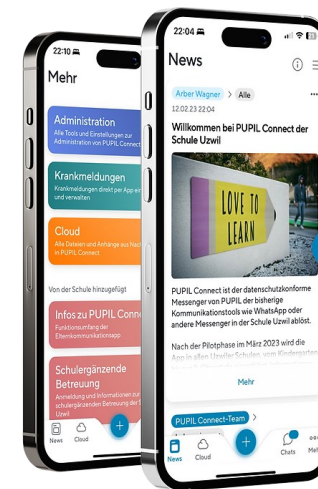 22:10
Mehr
Administration
Alle Tools und Einstellungen zur
Administration von PUPIL Connect
Krankmeldungen
Krankmeldungen direkt per App
und verwalten
Cloud
Alle Dateien und Anhänge aus
in PUPIL Connect
Von der Schule hinzugefügt
Infos zu PUPIL Conn
Funktionsumfang der
Elternkommunikationsapp
Schulergänzende
Betreuung
Anmeldung und Informationen zur
schulergänzenden Betreuung der
Uzwil
News
Cloud
22:04
News
Arber Wagner > Alle
12.02.23 22:04
Willkommen bei PUPIL Connect der
Schule Uzwil
LOVE TO
LEARN
PUPIL Connect ist der datenschutzkonforme
Messenger von PUPIL der bisherige
Kommunikationstools wie WhatsApp oder
andere Messenger in der Schule Uzwil ablöst.
Nach der Pilotphase im März 2023 wird die
App in allen Uzwiler Schulen, vom Kindergarten
Mehr
PUPIL Connect-Team >
News
Cloud
Chats